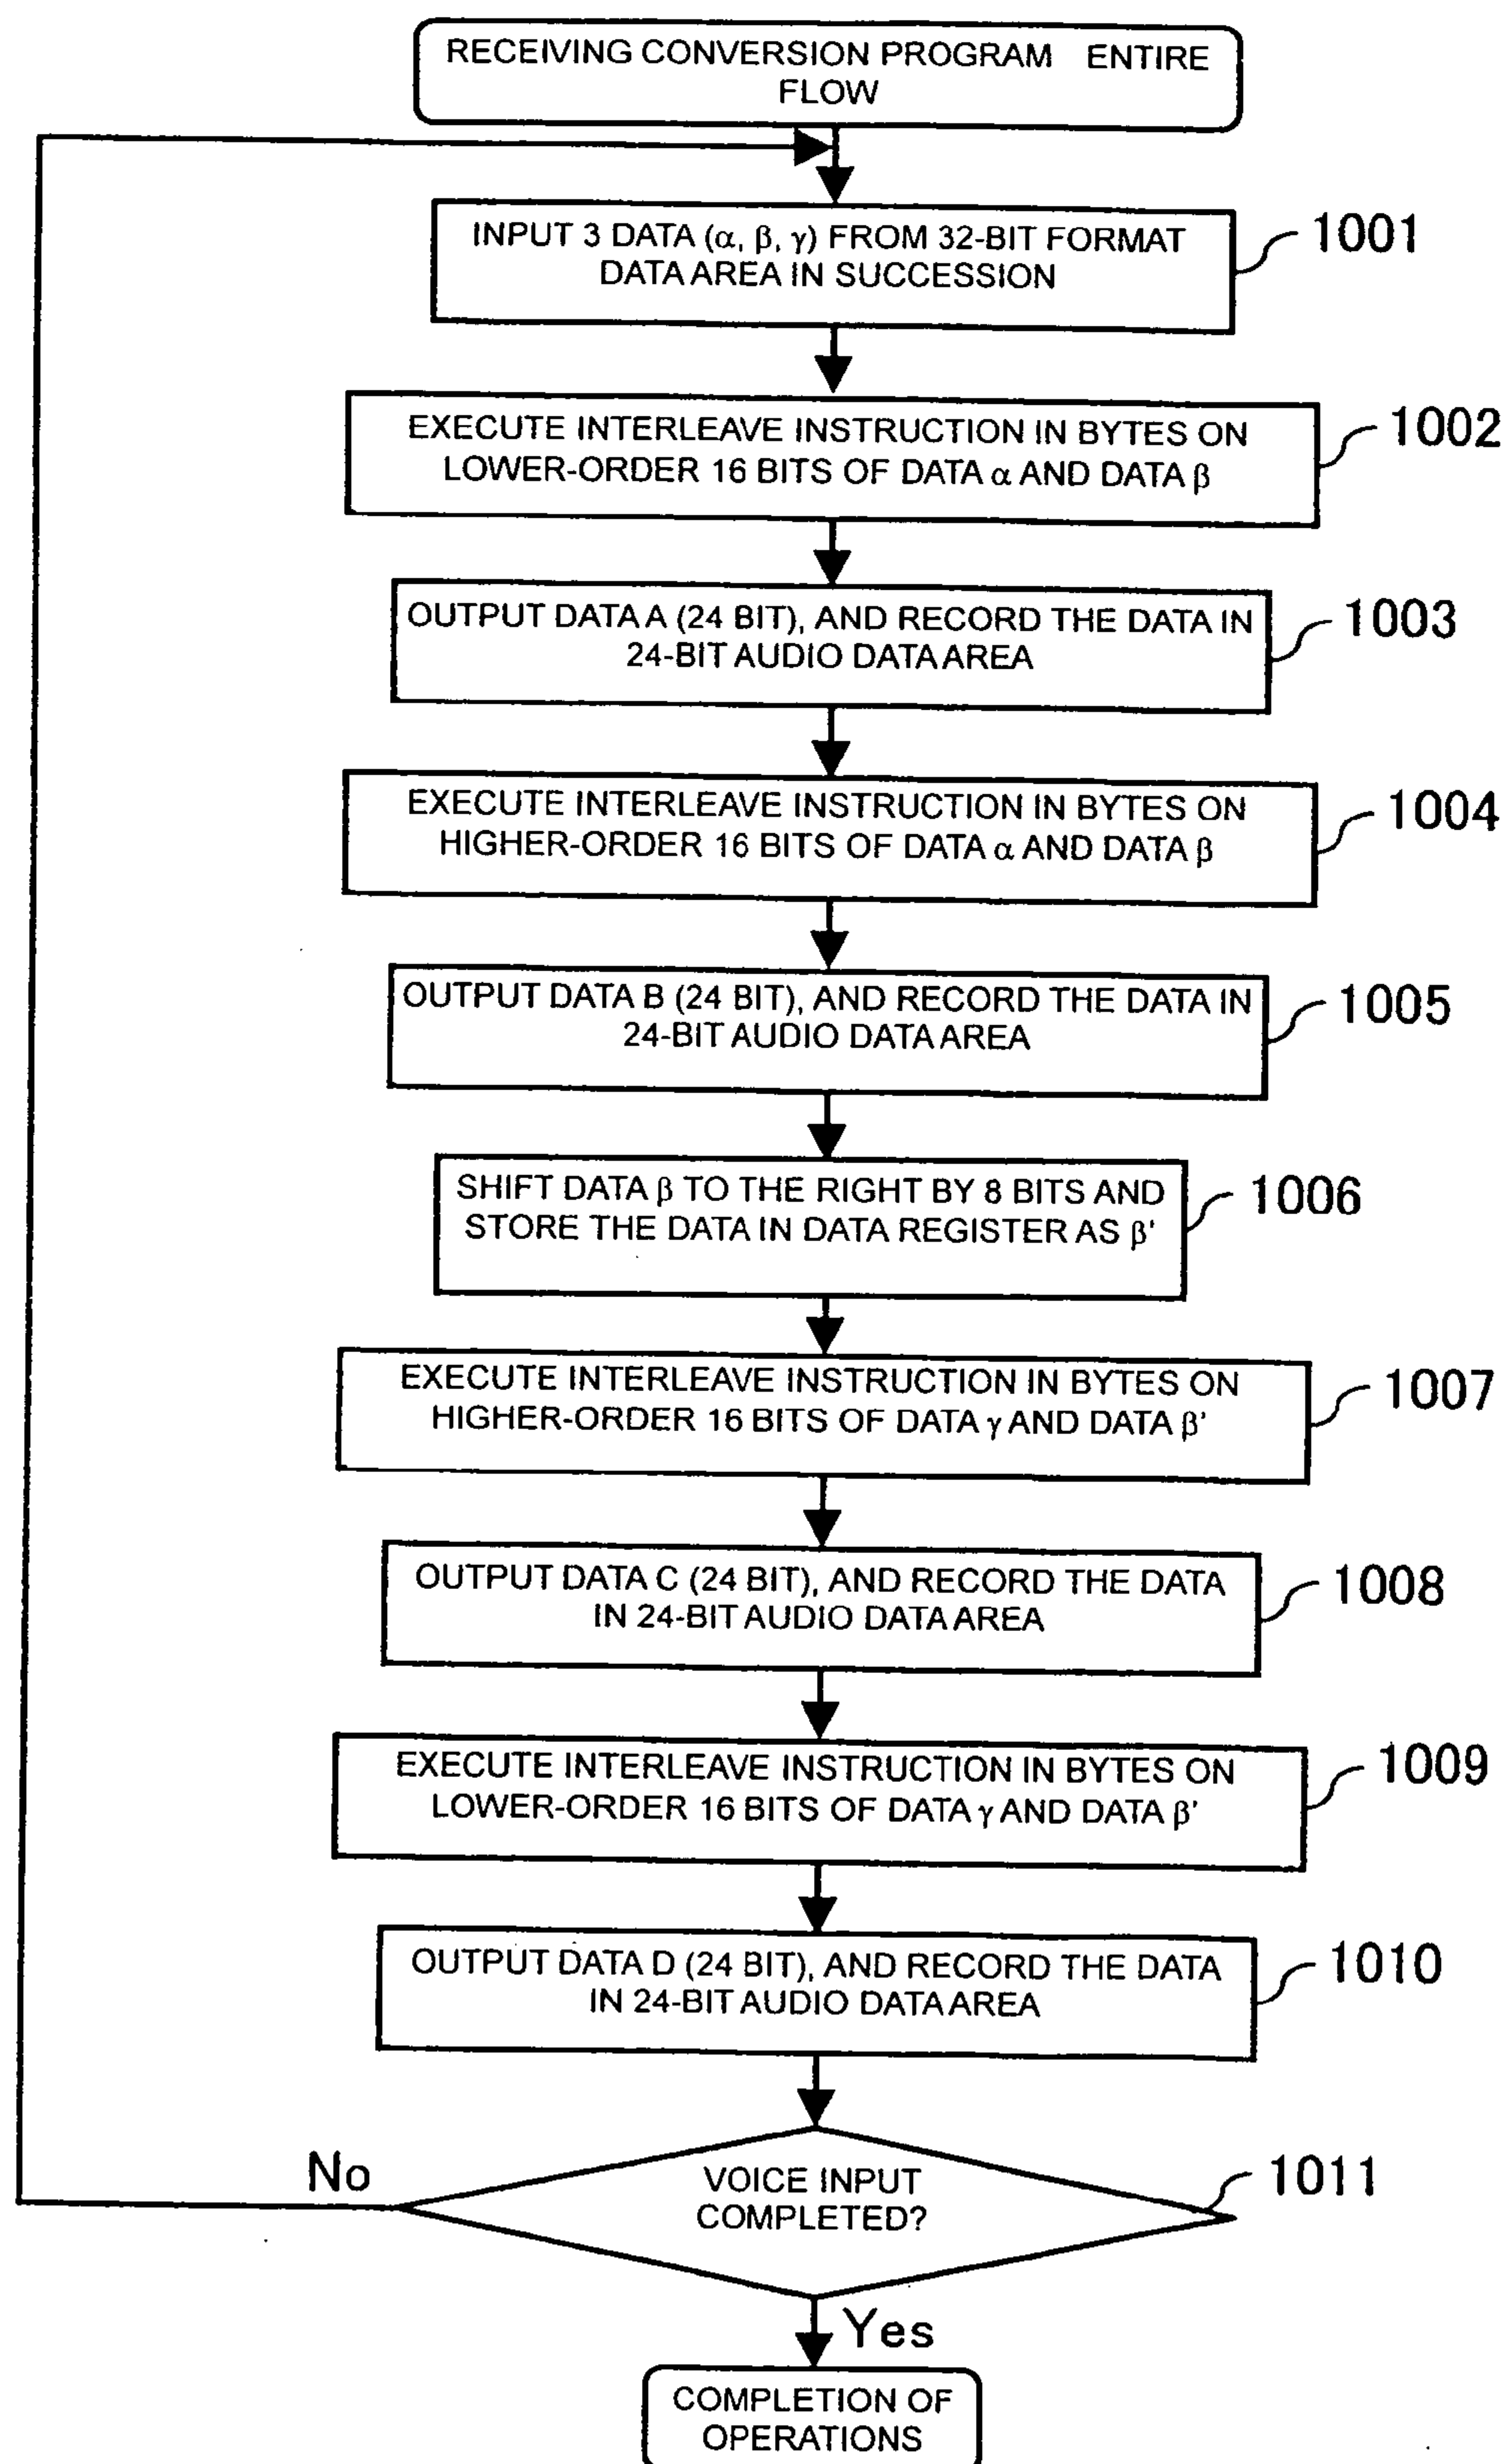 RECEIVING CONVERSION PROGRAM ENTIRE
FLOW
INPUT 3 DATA (α, β, γ) FROM 32-BIT FORMAT
DATA AREA IN SUCCESSION
1001
EXECUTE INTERLEAVE INSTRUCTION IN BYTES ON
LOWER-ORDER 16 BITS OF DATA α AND DATA β
1002
OUTPUT DATA A (24 BIT), AND RECORD THE DATA IN
24-BIT AUDIO DATA AREA
1003
EXECUTE INTERLEAVE INSTRUCTION IN BYTES ON
HIGHER-ORDER 16 BITS OF DATA α AND DATA β
1004
OUTPUT DATA B (24 BIT), AND RECORD THE DATA IN
24-BIT AUDIO DATA AREA
1005
SHIFT DATA β TO THE RIGHT BY 8 BITS AND
STORE THE DATA IN DATA REGISTER AS β'
1006
EXECUTE INTERLEAVE INSTRUCTION IN BYTES ON
HIGHER-ORDER 16 BITS OF DATA γ AND DATA β'
1007
OUTPUT DATA C (24 BIT), AND RECORD THE DATA
IN 24-BIT AUDIO DATA AREA
1008
EXECUTE INTERLEAVE INSTRUCTION IN BYTES ON
LOWER-ORDER 16 BITS OF DATA γ AND DATA β'
1009
OUTPUT DATA D (24 BIT), AND RECORD THE DATA
IN 24-BIT AUDIO DATA AREA
1010
No
VOICE INPUT
COMPLETED?
1011
Yes
COMPLETION OF
OPERATIONS